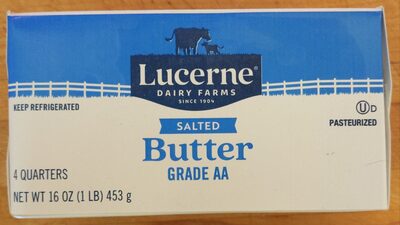 Lucerne®
DAIRY FARMS
SINCE 1904
KEEP REFRIGERATED
U D
PASTEURIZED
SALTED
Butter
GRADE AA
4 QUARTERS
NET WT 16 OZ (1 LB) 453 g